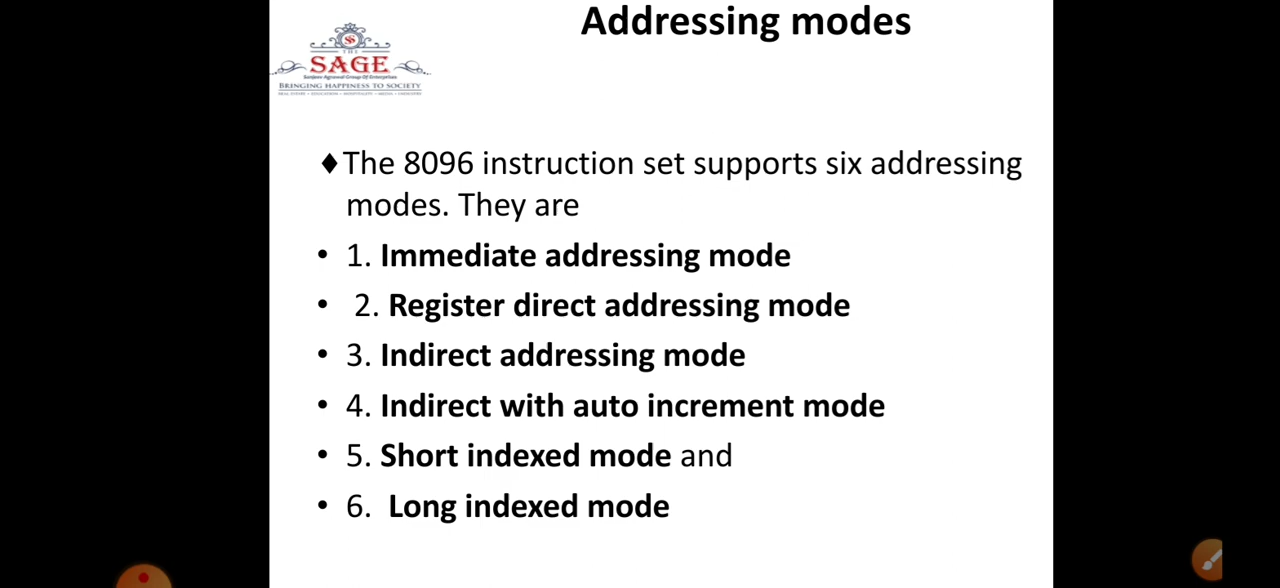 Addressing modes
THE
SAGE
Sanjeev Agrawal Group Of Enterprises
BRINGING HAPPINESS TO SOCIETY
♦The 8096 instruction set supports six addressing
modes. They are
• 1. Immediate addressing mode
• 2. Register direct addressing mode
• 3. Indirect addressing mode
• 4. Indirect with auto increment mode
• 5. Short indexed mode and
• 6. Long indexed mode